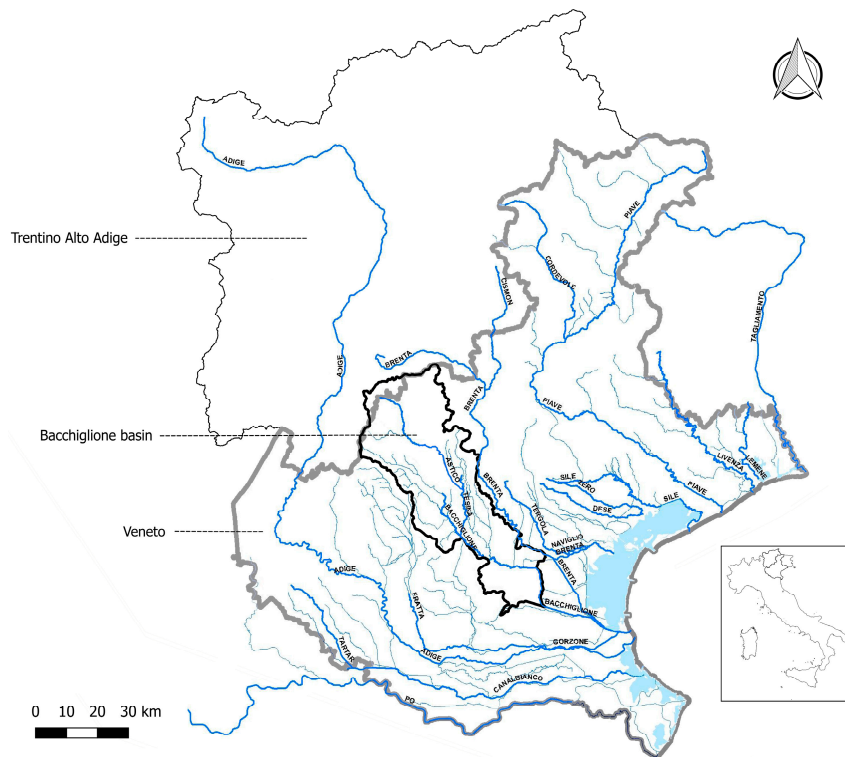 ADIGE
PIAVE
Trentino Alto Adige
CORDEVOLE
CISMON
TAGLIAMENTO
ADIGE
BRENTA
BRENTA
PIAVE
Bacchiglione basin
LIVENZA
LEMENE
ASTICO
BRENTA
SILE
ZERO
PIAVE
TESINA
DESE
SILE
BACCHIGLIONE
TERGOLA
Veneto
NAVIGLIO
BRENTA
BRENTA
ADIGE
FRATTA
BACCHIGLIONE
TARTAR
GORZONE
ADIGE
CANALBIANCO
PO
0 10 20 30 km